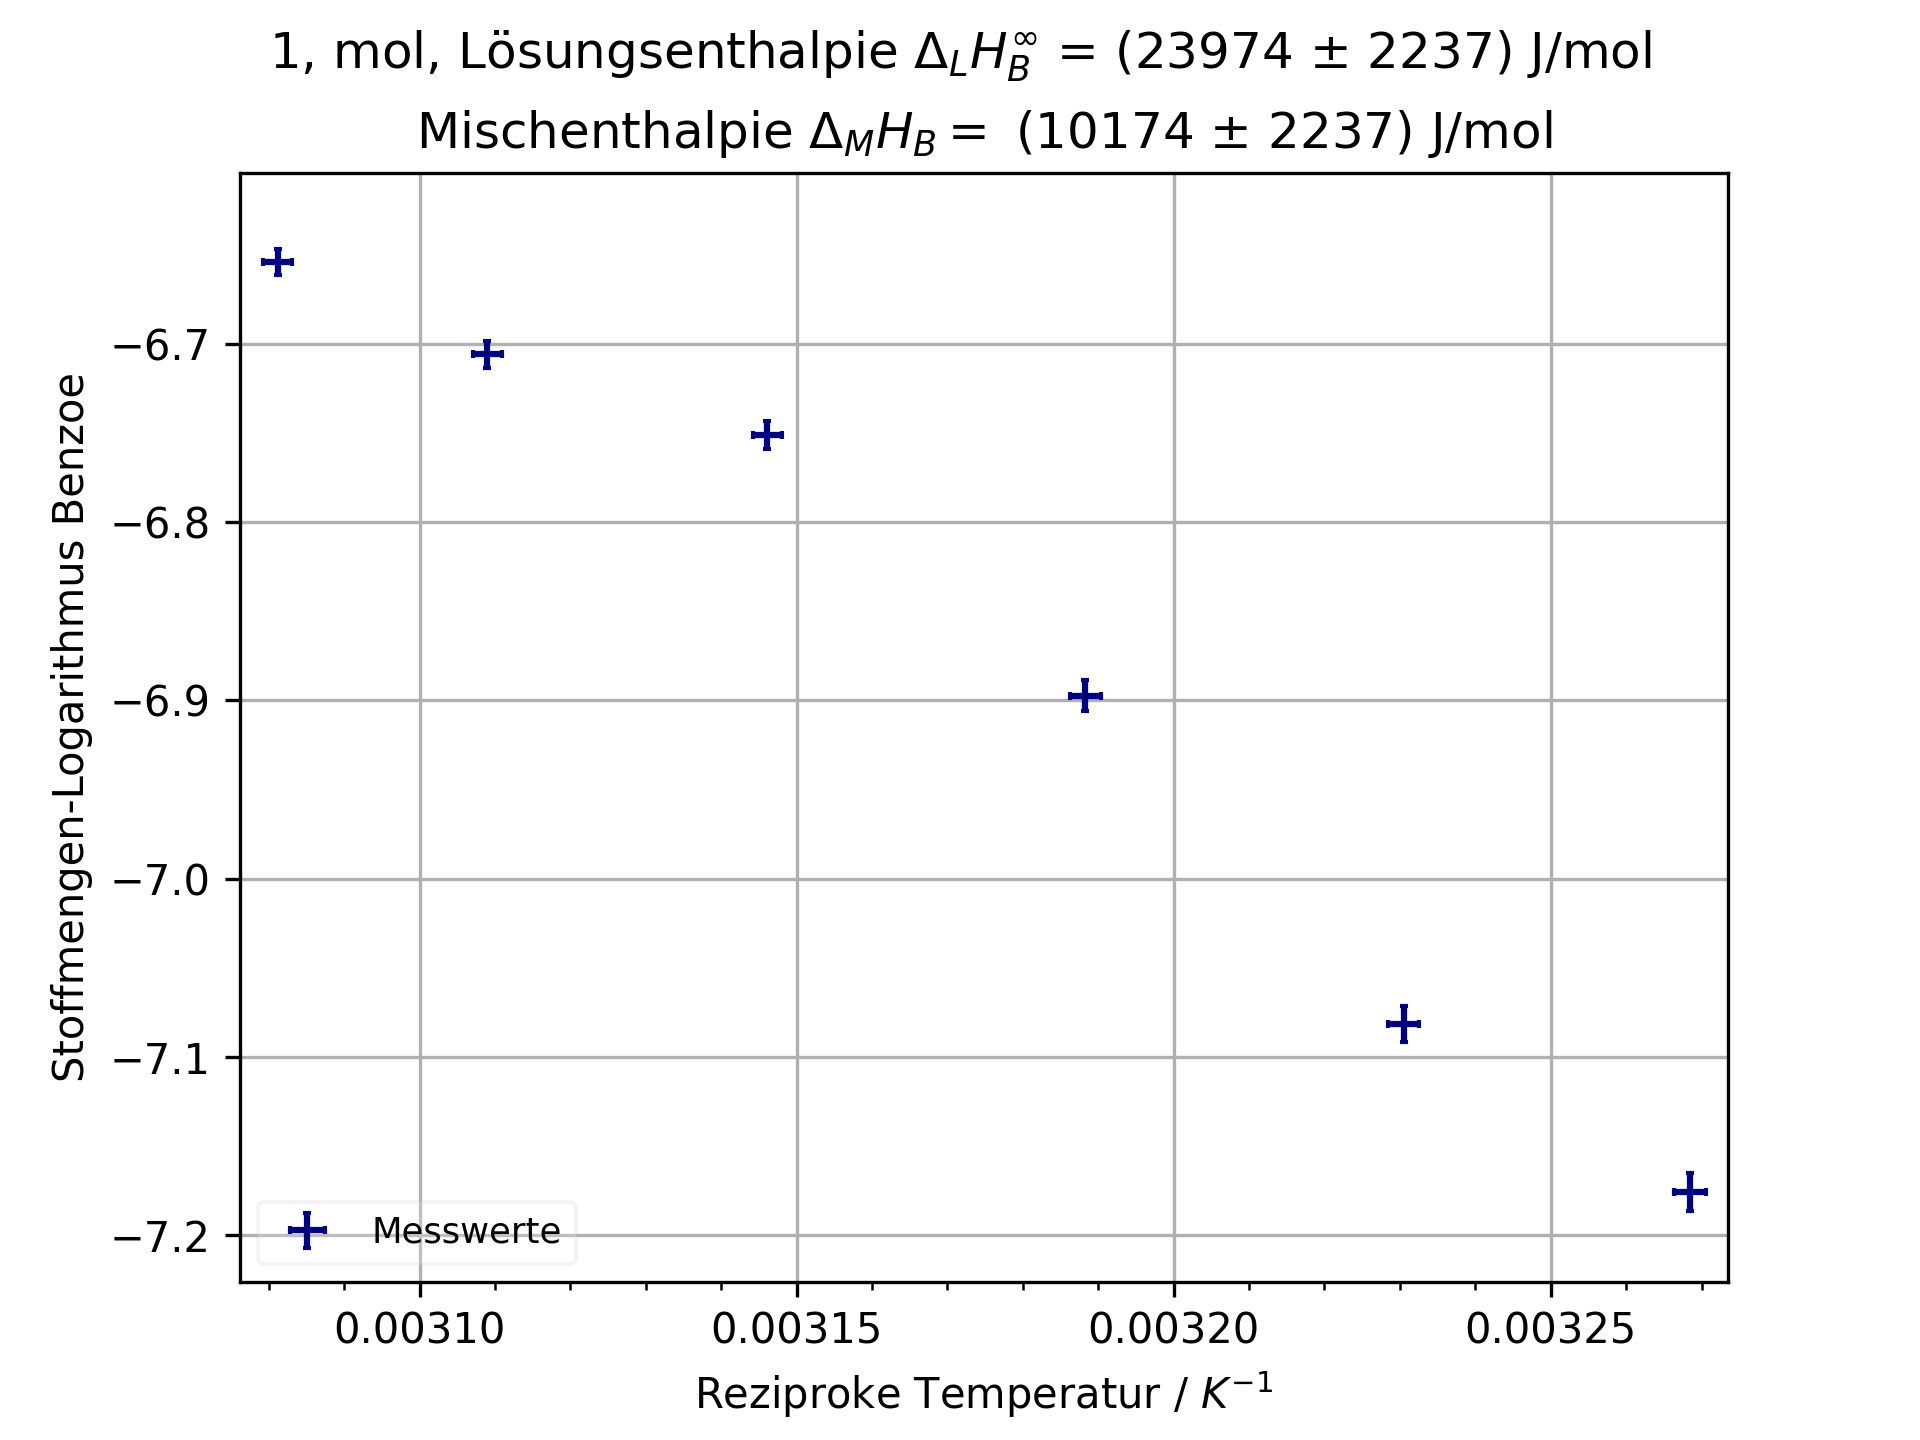 1, mol, Lösungsenthalpie Δ_L H_B^∞ = (23974 ± 2237) J/mol
Mischenthalpie Δ_M H_B = (10174 ± 2237) J/mol
Stoffmengen-Logarithmus Benzoe
−6.7
−6.8
−6.9
−7.0
−7.1
−7.2
Messwerte
0.00310 0.00315 0.00320 0.00325
Reziproke Temperatur / K⁻¹